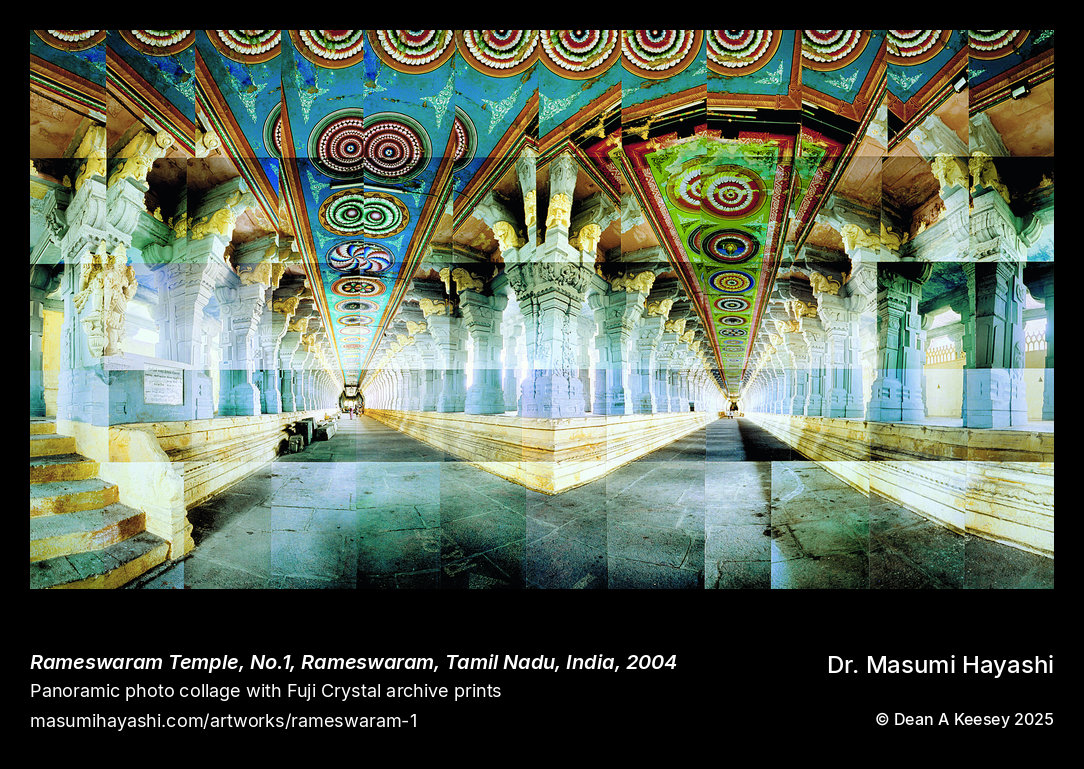 Rameswaram Temple, No.1, Rameswaram, Tamil Nadu, India, 2004
Panoramic photo collage with Fuji Crystal archive prints
masumihayashi.com/artworks/rameswaram-1
Dr. Masumi Hayashi
© Dean A Keesey 2025